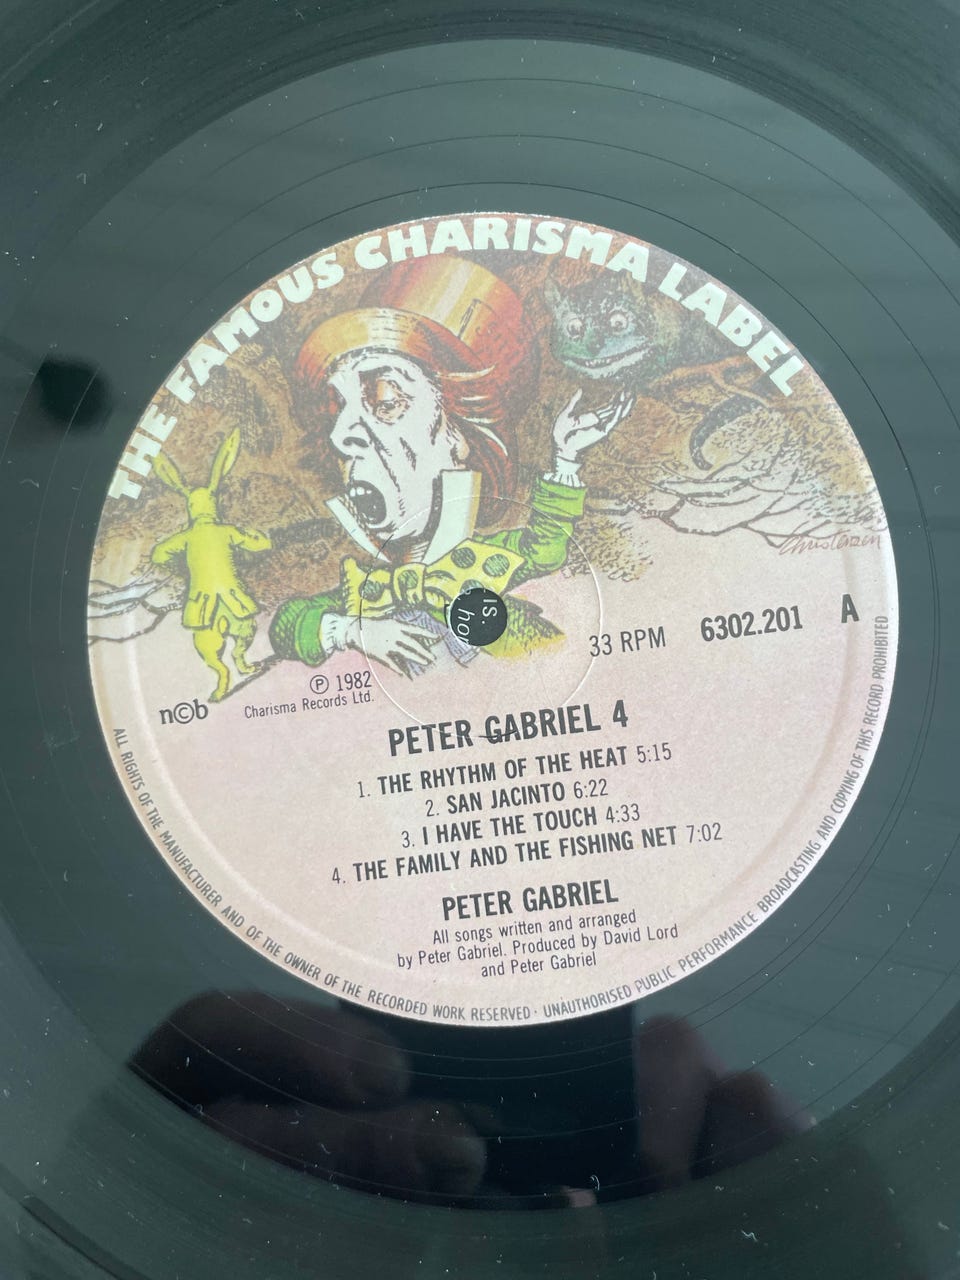 THE FAMOUS CHARISMA LABEL
Christensen
is.
hor
33 RPM 6302.201 A
n©b
℗ 1982
Charisma Records Ltd.
PETER GABRIEL 4
1. THE RHYTHM OF THE HEAT 5:15
2. SAN JACINTO 6:22
3. I HAVE THE TOUCH 4:33
4. THE FAMILY AND THE FISHING NET 7:02
PETER GABRIEL
All songs written and arranged
by Peter Gabriel. Produced by David Lord
and Peter Gabriel
ALL RIGHTS OF THE MANUFACTURER AND OF THE OWNER OF THE RECORDED WORK RESERVED · UNAUTHORISED PUBLIC PERFORMANCE BROADCASTING AND COPYING OF THIS RECORD PROHIBITED